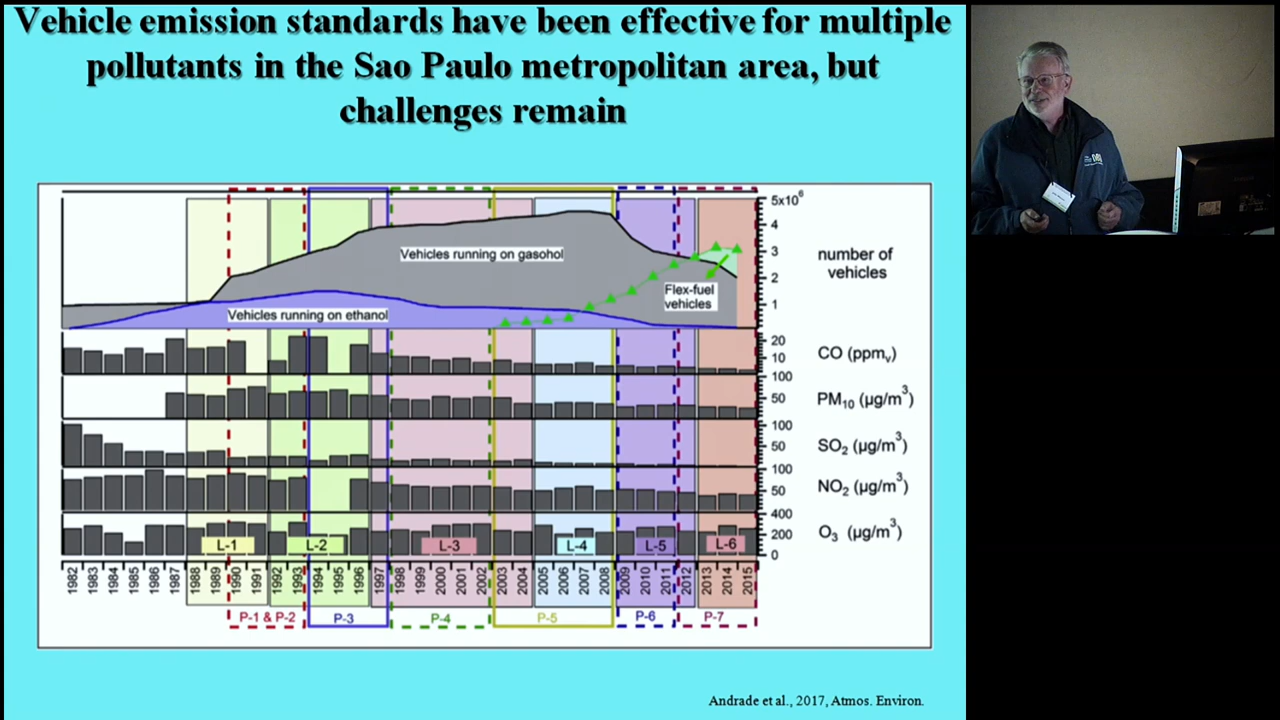 Vehicle emission standards have been effective for multiple
pollutants in the Sao Paulo metropolitan area, but
challenges remain
5x10⁶
4
3
2
1
number of
vehicles
Vehicles running on gasohol
Flex-fuel
vehicles
Vehicles running on ethanol
20
10
CO (ppmᵥ)
100
50
PM₁₀ (µg/m³)
100
50
SO₂ (µg/m³)
100
50
NO₂ (µg/m³)
400
200
0
O₃ (µg/m³)
L-1 L-2 L-3 L-4 L-5 L-6
1982 1983 1984 1985 1986 1987 1988 1989 1990 1991 1992 1993 1994 1995 1996 1997 1998 1999 2000 2001 2002 2003 2004 2005 2006 2007 2008 2009 2010 2011 2012 2013 2014 2015
P-1 & P-2 P-3 P-4 P-5 P-6 P-7
Andrade et al., 2017, Atmos. Environ.